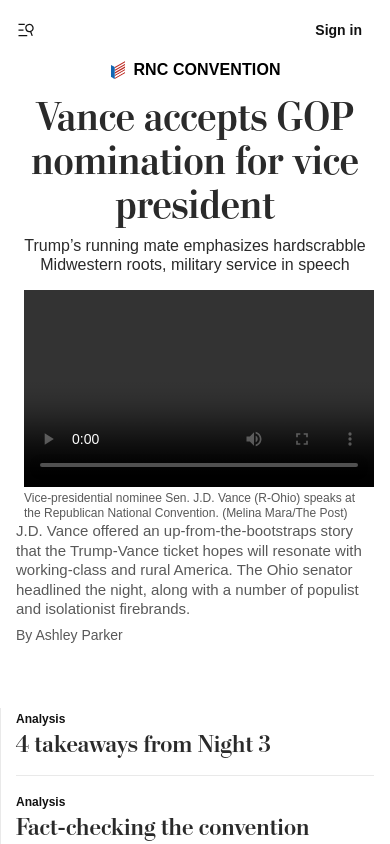 Sign in
RNC CONVENTION
Vance accepts GOP
nomination for vice
president
Trump’s running mate emphasizes hardscrabble
Midwestern roots, military service in speech
0:00
Vice-presidential nominee Sen. J.D. Vance (R-Ohio) speaks at
the Republican National Convention. (Melina Mara/The Post)
J.D. Vance offered an up-from-the-bootstraps story
that the Trump-Vance ticket hopes will resonate with
working-class and rural America. The Ohio senator
headlined the night, along with a number of populist
and isolationist firebrands.
By Ashley Parker
Analysis
4 takeaways from Night 3
Analysis
Fact-checking the convention